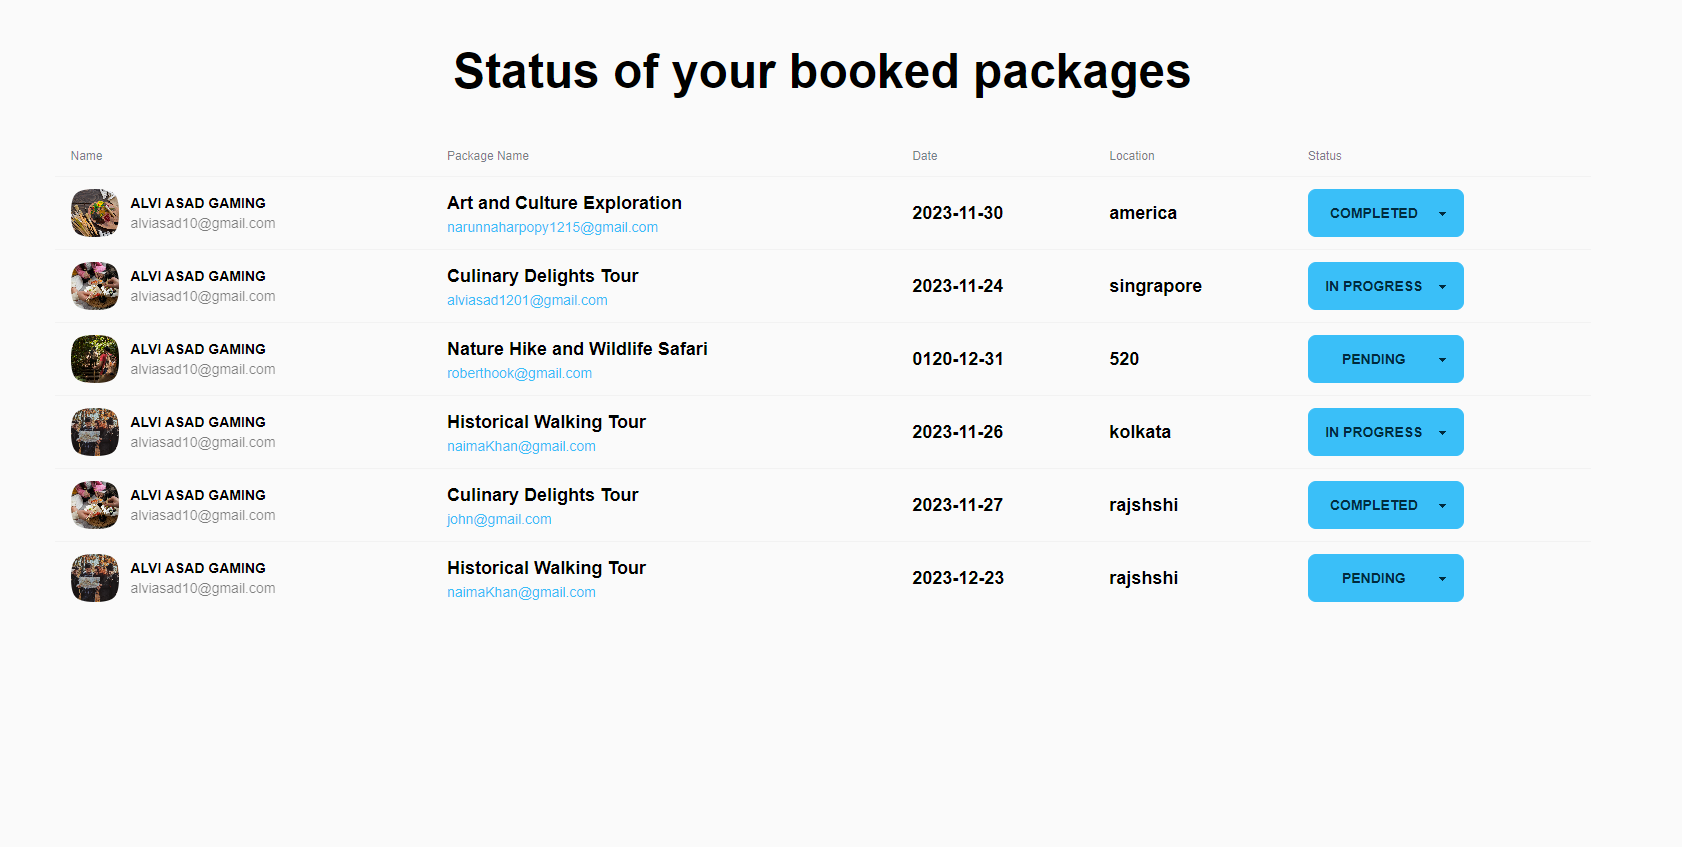 Status of your booked packages
Name Package Name Date Location Status
ALVI ASAD GAMING
alviasad10@gmail.com
Art and Culture Exploration
narunnaharpopy1215@gmail.com
2023-11-30
america
COMPLETED
ALVI ASAD GAMING
alviasad10@gmail.com
Culinary Delights Tour
alviasad1201@gmail.com
2023-11-24
singrapore
IN PROGRESS
ALVI ASAD GAMING
alviasad10@gmail.com
Nature Hike and Wildlife Safari
roberthook@gmail.com
0120-12-31
520
PENDING
ALVI ASAD GAMING
alviasad10@gmail.com
Historical Walking Tour
naimaKhan@gmail.com
2023-11-26
kolkata
IN PROGRESS
ALVI ASAD GAMING
alviasad10@gmail.com
Culinary Delights Tour
john@gmail.com
2023-11-27
rajshshi
COMPLETED
ALVI ASAD GAMING
alviasad10@gmail.com
Historical Walking Tour
naimaKhan@gmail.com
2023-12-23
rajshshi
PENDING